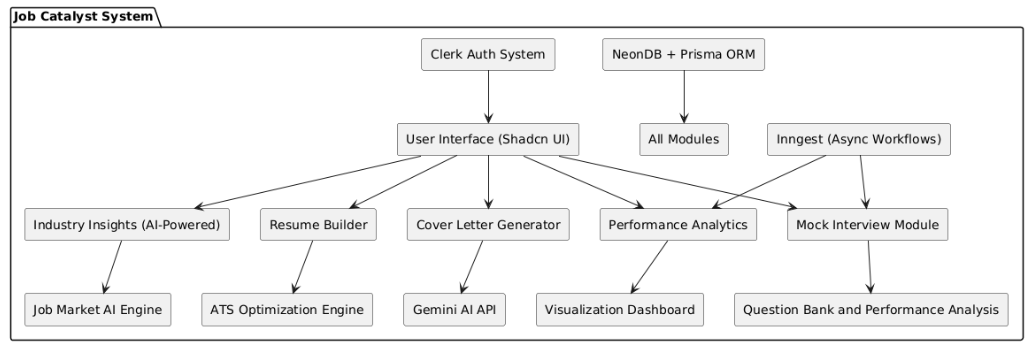 Job Catalyst System
Clerk Auth System
NeonDB + Prisma ORM
User Interface (Shadcn UI)
All Modules
Inngest (Async Workflows)
Industry Insights (AI-Powered)
Resume Builder
Cover Letter Generator
Performance Analytics
Mock Interview Module
Job Market AI Engine
ATS Optimization Engine
Gemini AI API
Visualization Dashboard
Question Bank and Performance Analysis